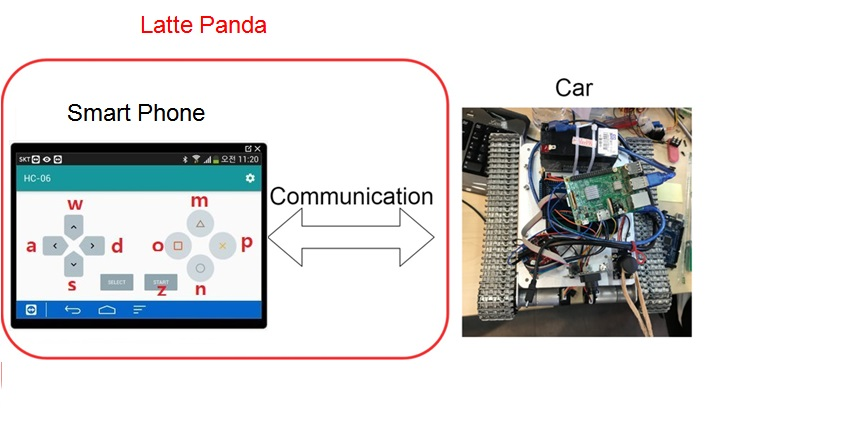 Latte Panda
Smart Phone
Car
SKT 오전 11:20
HC-06
Communication
w
m
a
d
o
p
s
SELECT
START
z
n